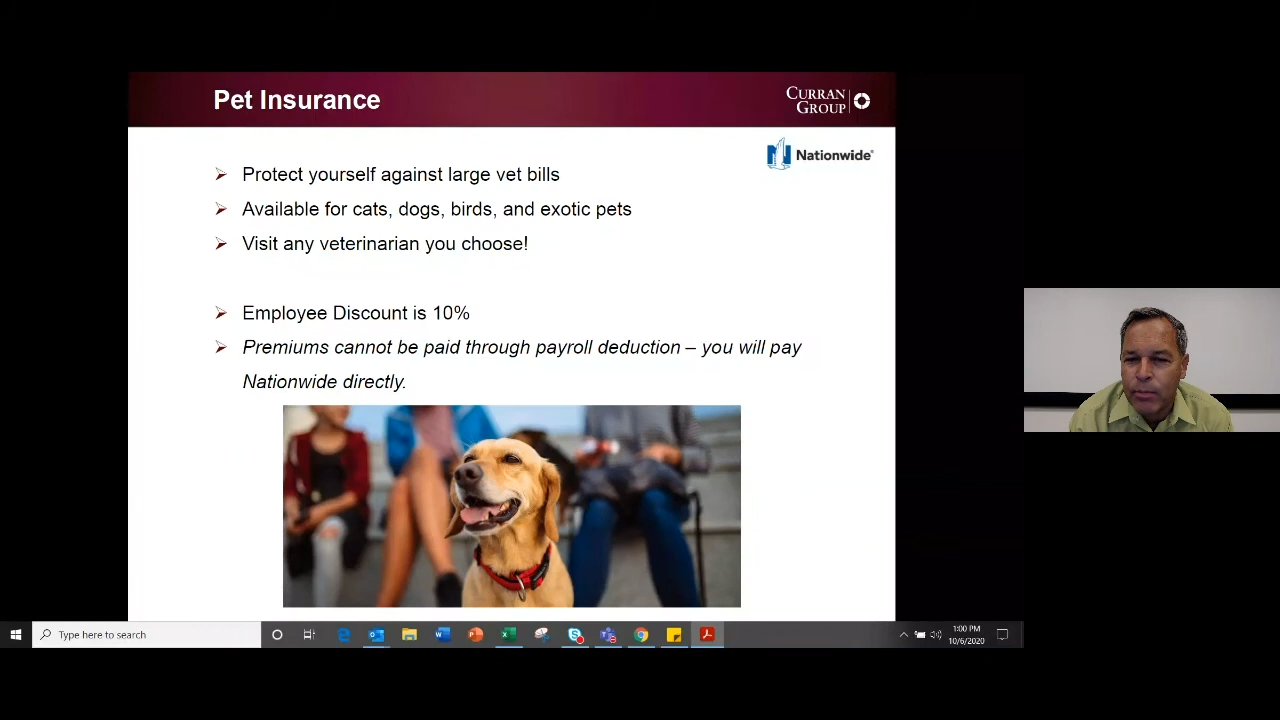 Pet Insurance
CURRAN
GROUP
Nationwide®
Protect yourself against large vet bills
Available for cats, dogs, birds, and exotic pets
Visit any veterinarian you choose!
Employee Discount is 10%
Premiums cannot be paid through payroll deduction – you will pay
Nationwide directly.
Type here to search
1:00 PM
10/6/2020